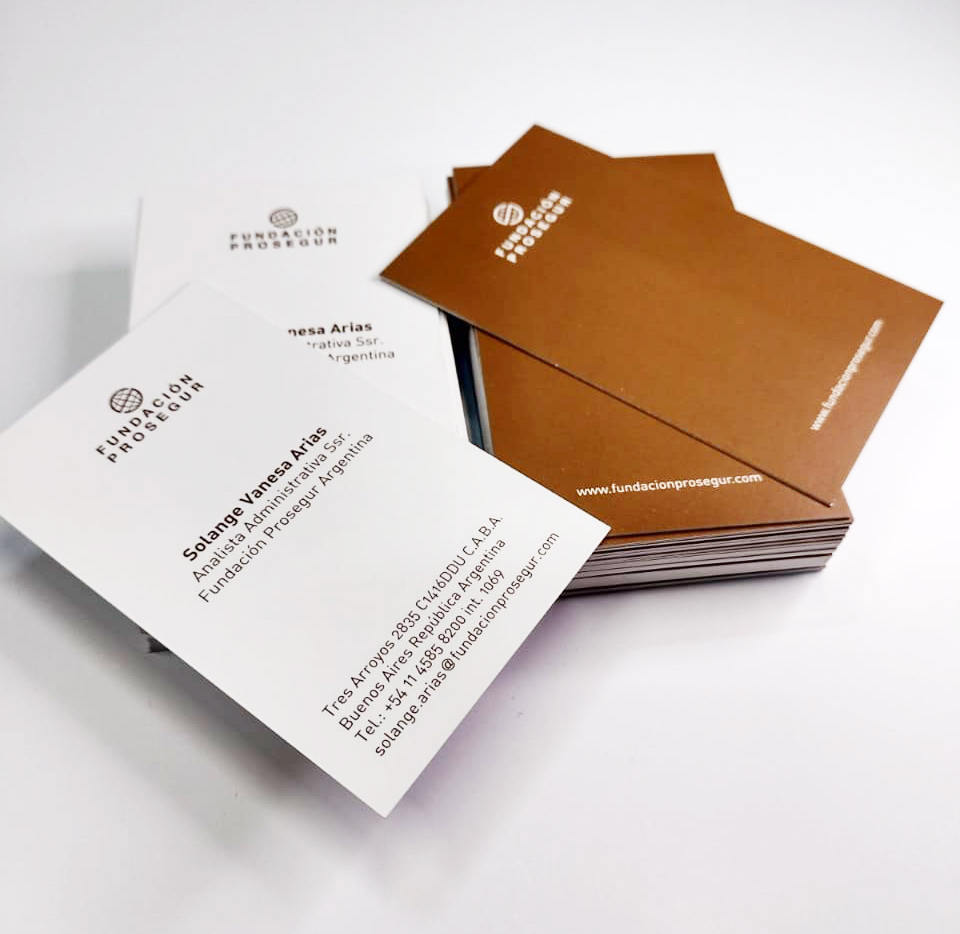 FUNDACIÓN
PROSEGUR
nesa Arias
trativa Ssr.
Argentina
FUNDACIÓN
PROSEGUR
Solange Vanesa Arias
Analista Administrativa Ssr.
Fundación Prosegur Argentina
Tres Arroyos 2835 C1416DDU C.A.B.A.
Buenos Aires República Argentina
Tel.: +54 11 4585 8200 int. 1069
solange.arias@fundacionprosegur.com
FUNDACIÓN
PROSEGUR
www.fundacionprosegur.com
www.fundacionprosegur.com